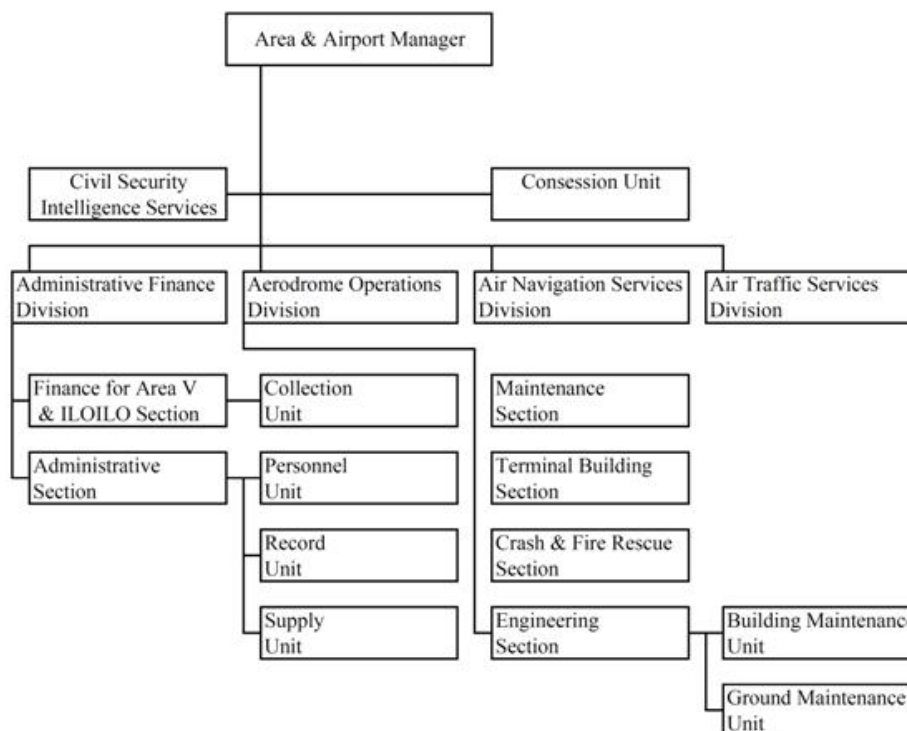 Area & Airport Manager
Civil Security
Intelligence Services
Consession Unit
Administrative Finance
Division
Aerodrome Operations
Division
Air Navigation Services
Division
Air Traffic Services
Division
Finance for Area V
& ILOILO Section
Collection
Unit
Maintenance
Section
Administrative
Section
Personnel
Unit
Terminal Building
Section
Record
Unit
Crash & Fire Rescue
Section
Supply
Unit
Engineering
Section
Building Maintenance
Unit
Ground Maintenance
Unit